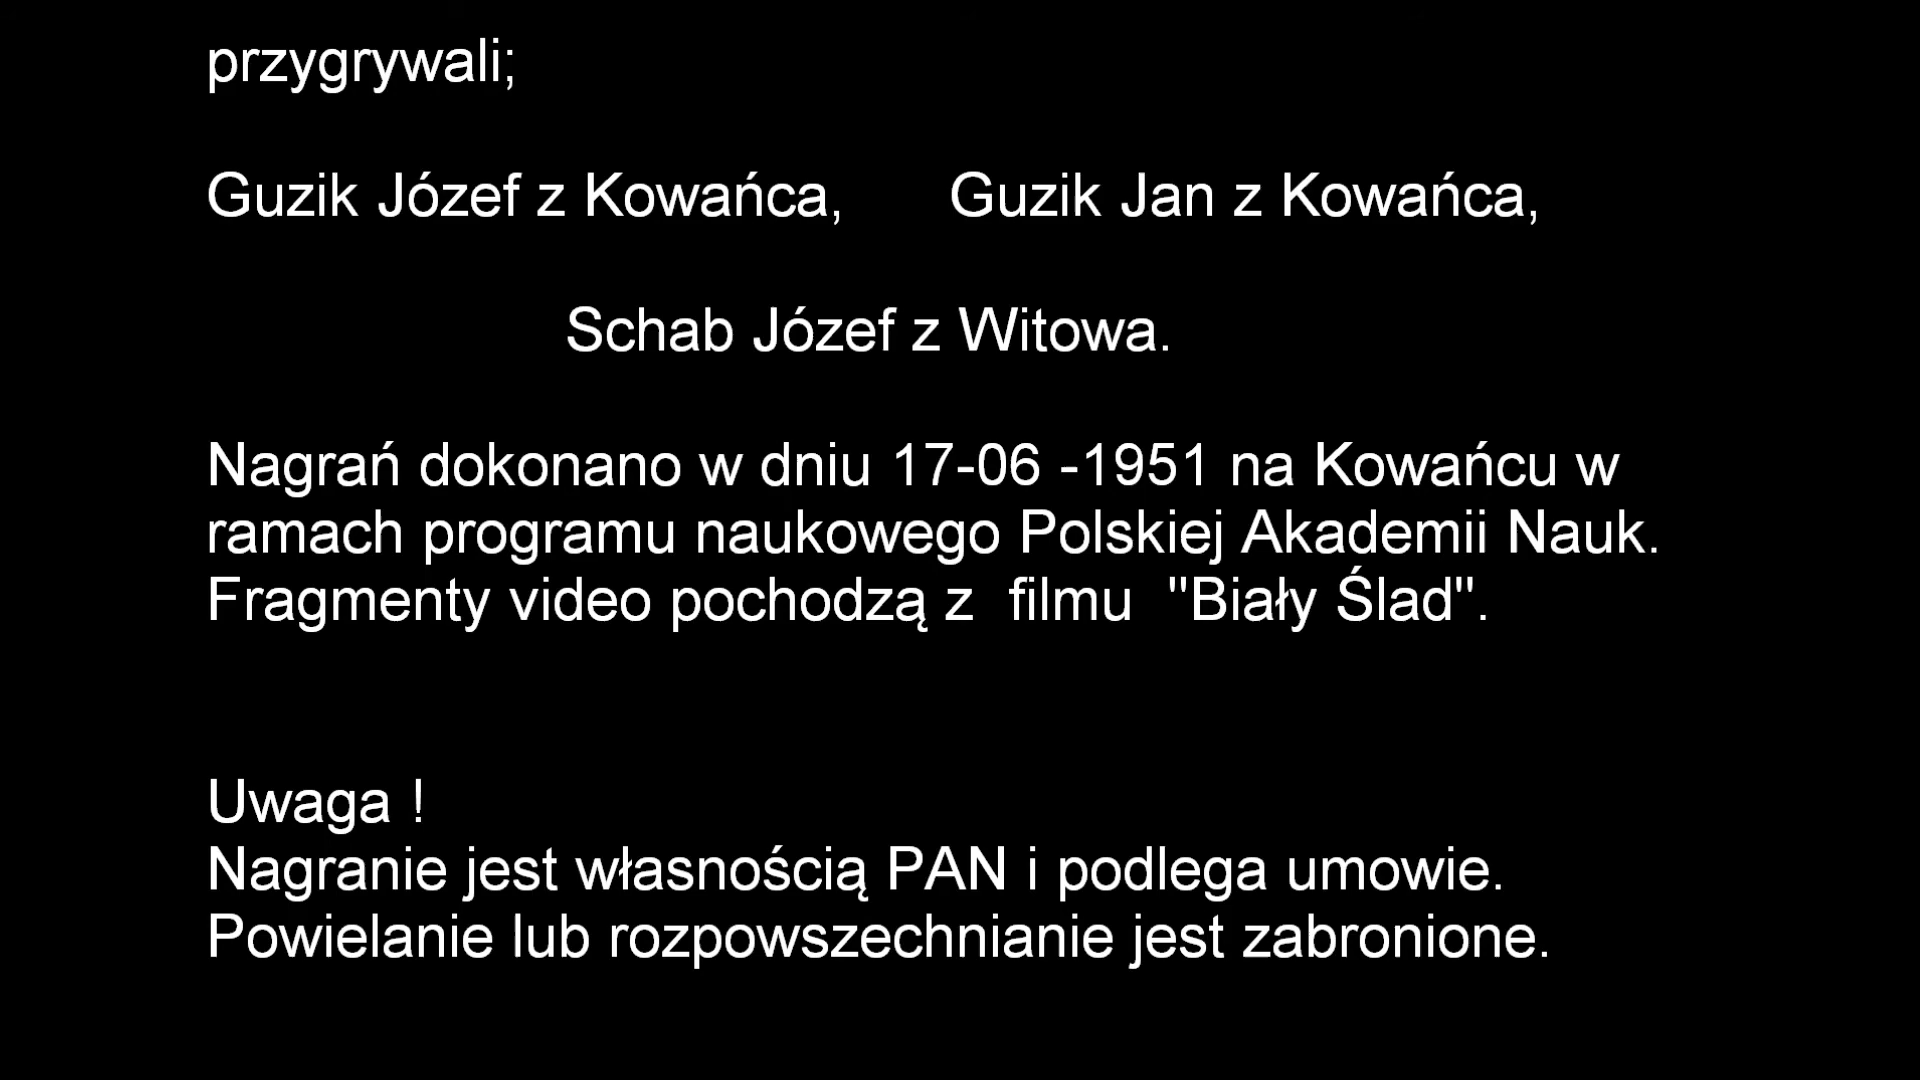 przygrywali;
Guzik Józef z Kowańca, Guzik Jan z Kowańca,
Schab Józef z Witowa.
Nagrań dokonano w dniu 17-06 -1951 na Kowańcu w
ramach programu naukowego Polskiej Akademii Nauk.
Fragmenty video pochodzą z filmu "Biały Ślad".
Uwaga !
Nagranie jest własnością PAN i podlega umowie.
Powielanie lub rozpowszechnianie jest zabronione.